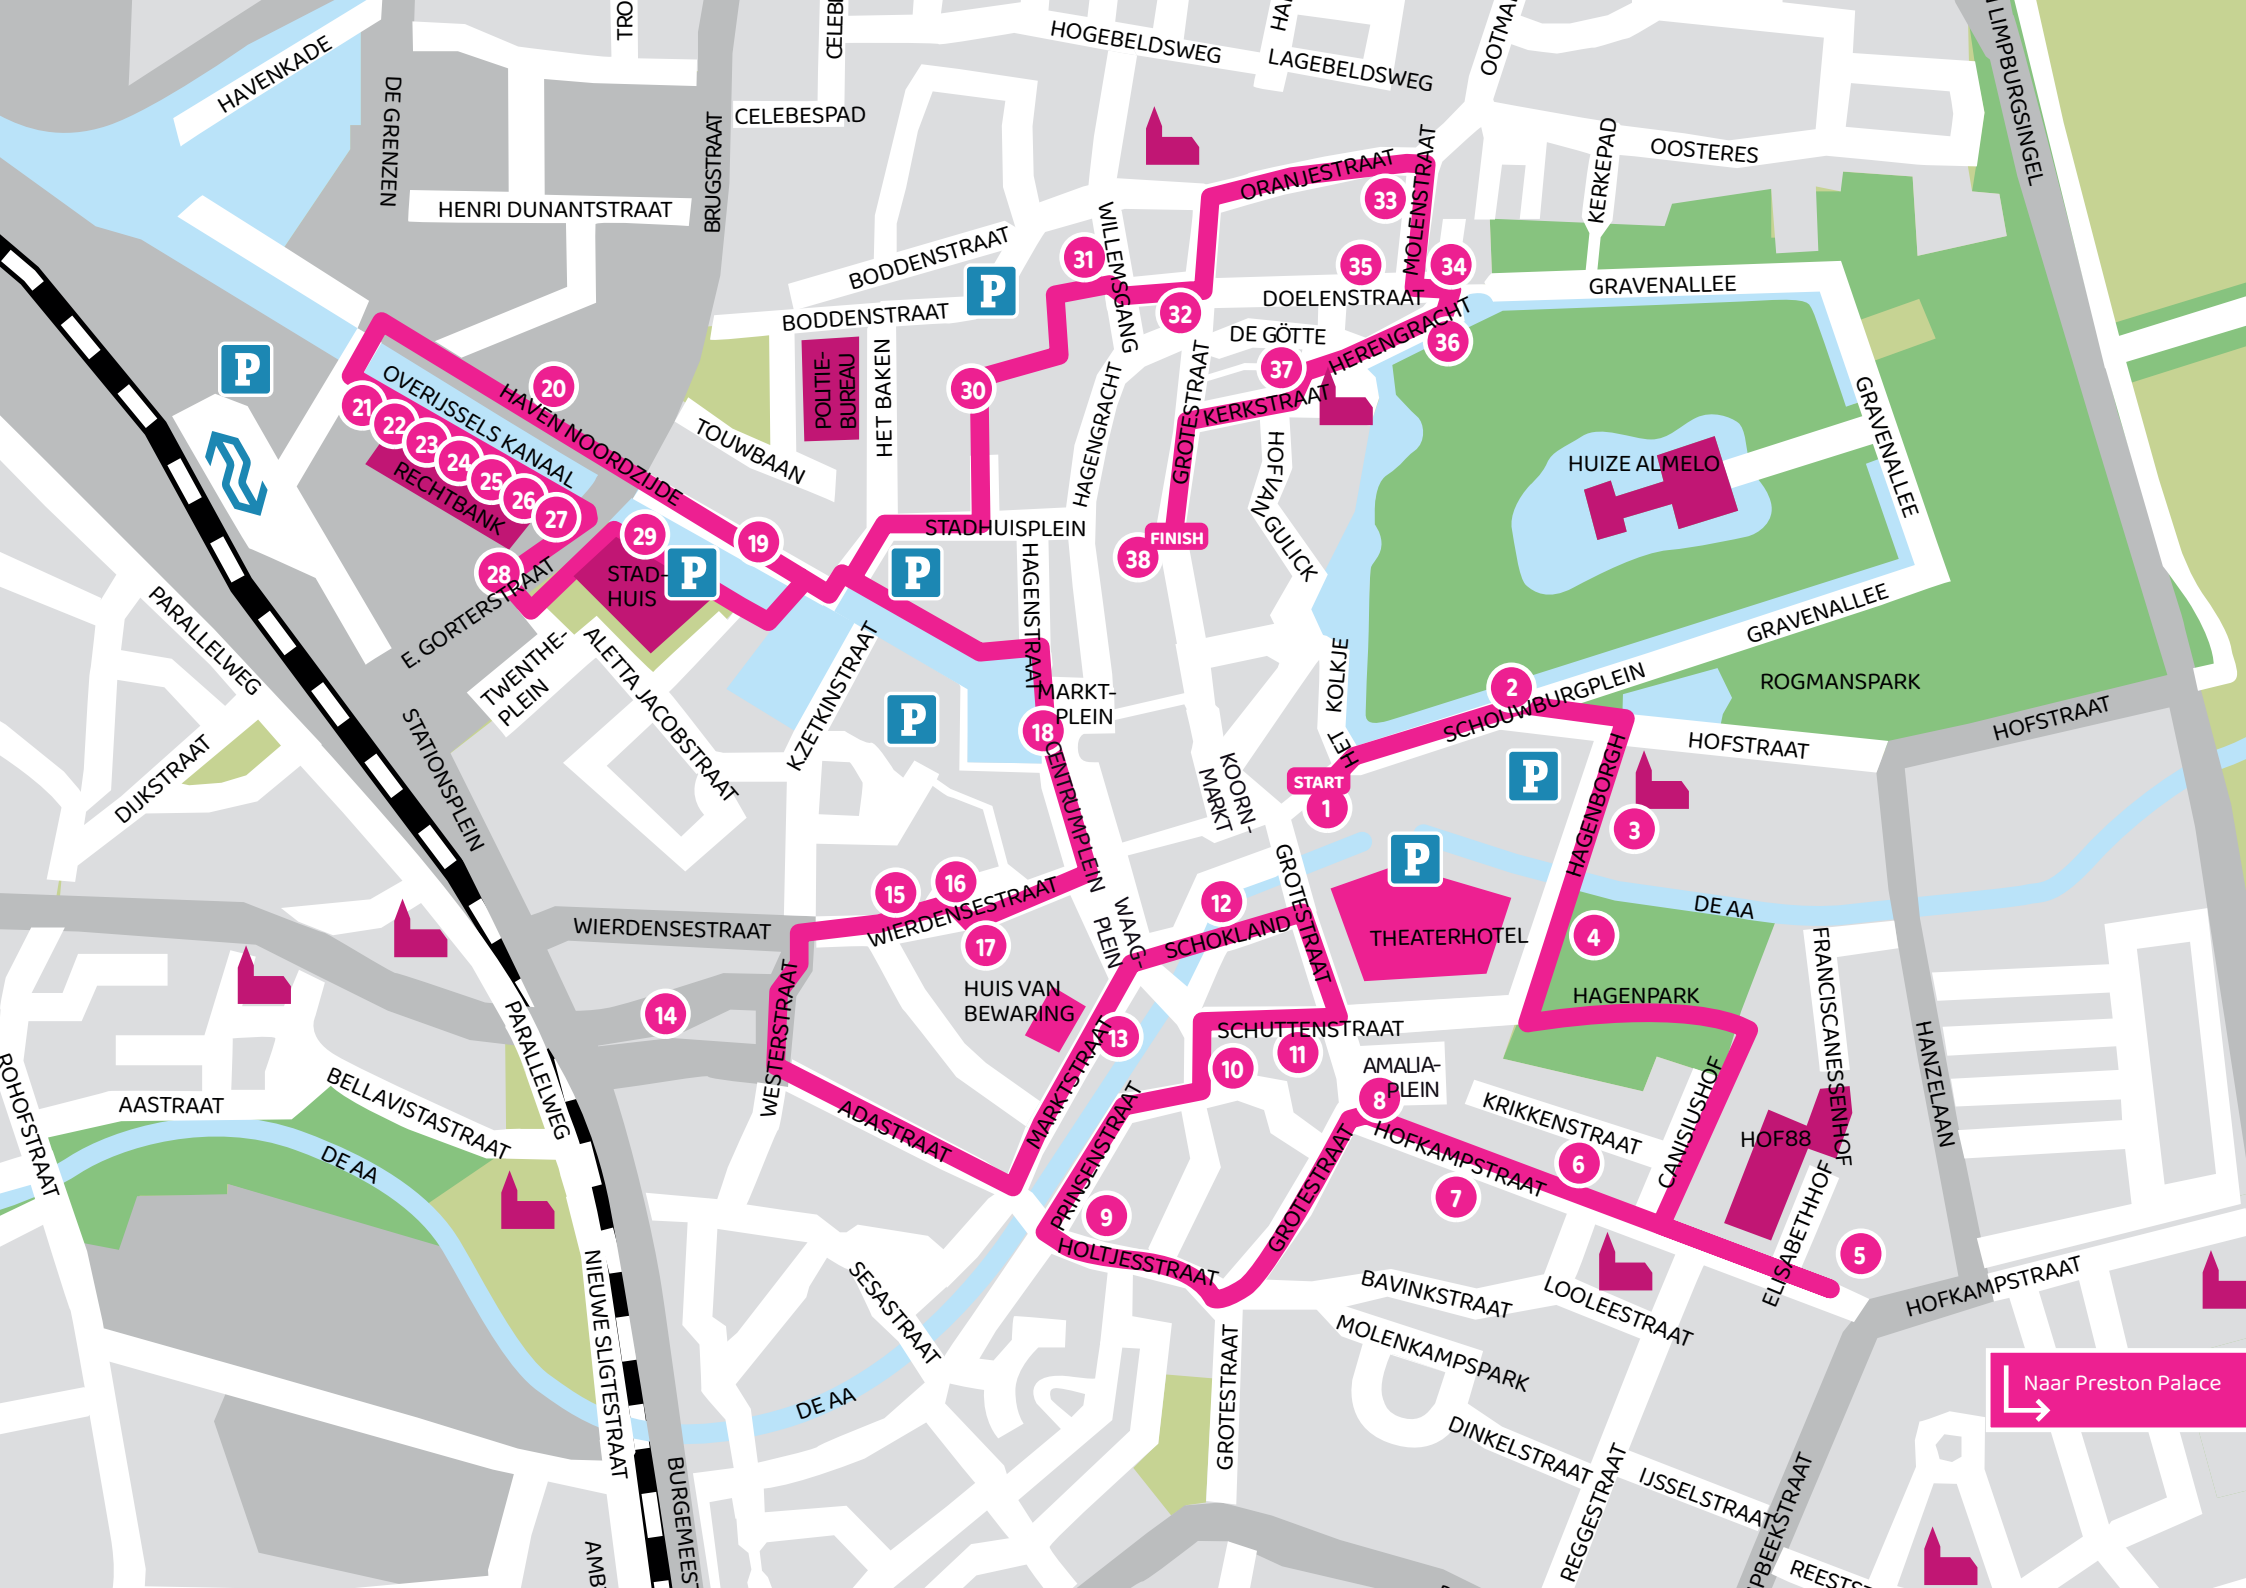 HAVENKADE
DE GRENZEN
BRUGSTRAAT
CELEBESPAD
HOGEBELDSWEG
LAGEBELDSWEG
KERKEPAD
OOSTERES
LIMPBURGSINGEL
HENRI DUNANTSTRAAT
BODDENSTRAAT
BODDENSTRAAT
P
31
WILLEMSGANG
ORANJESTRAAT
33
MOLENSTRAAT
35
34
32
DOELENSTRAAT
DE GÖTTE
HERENGRACHT
36
37
GRAVENALLEE
GRAVENALLEE
GRAVENALLEE
P
20
OVERIJSSELS KANAAL
HAVEN NOORDZIJDE
TOUWBAAN
POLITIE-
BUREAU
HET BAKEN
30
HAGENGRACHT
GROTESTRAAT
KERKSTRAAT
HOF VAN GULICK
HUIZE ALMELO
21
22
23
24
25
26
27
RECHTBANK
28
29
19
STAD-
HUIS
P
P
STADHUISPLEIN
HAGENSTRAAT
FINISH
38
E. GORTERSTRAAT
TWENTHE-
PLEIN
ALETTA JACOBSTRAAT
K.ZETKINSTRAAT
P
MARKT-
PLEIN
18
CENTRUMPLEIN
HET KOLKJE
2
SCHOUWBURGPLEIN
ROGMANSPARK
HOFSTRAAT
HOFSTRAAT
START
1
P
HAGENBORGH
3
PARALLELWEG
DIJKSTRAAT
STATIONSPLEIN
KOORN-
MARKT
GROTESTRAAT
P
DE AA
WIERDENSESTRAAT
15
16
WIERDENSESTRAAT
17
WAAG-
PLEIN
12
SCHOKLAND
THEATERHOTEL
4
HAGENPARK
FRANCISCANESSENHOF
HANZELAAN
14
WESTERSTRAAT
HUIS VAN
BEWARING
13
MARKTSTRAAT
ADASTRAAT
SCHUTTENSTRAAT
10
11
AMALIA-
PLEIN
8
PRINSENSTRAAT
9
HOLTJESSTRAAT
GROTESTRAAT
HOFKAMPSTRAAT
7
6
KRIKKENSTRAAT
CANISIUSHOF
HOF88
ELISABETHHOF
5
HOFKAMPSTRAAT
ROHOFSTRAAT
AASTRAAT
BELLAVISTASTRAAT
PARALLELWEG
DE AA
NIEUWE SLIGTESTRAAT
SESASTRAAT
DE AA
BAVINKSTRAAT
LOOLEESTRAAT
MOLENKAMPSPARK
GROTESTRAAT
DINKELSTRAAT
IJSSELSTRAAT
REGGESTRAAT
Naar Preston Palace